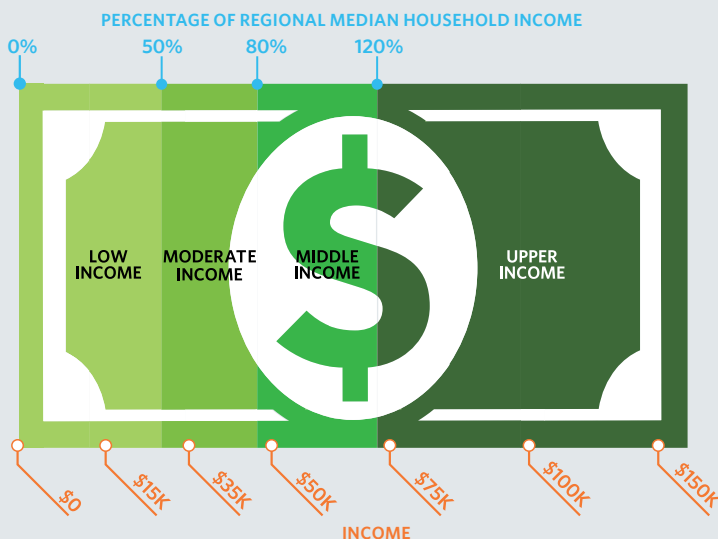 PERCENTAGE OF REGIONAL MEDIAN HOUSEHOLD INCOME
0% 50% 80% 120%
LOW
INCOME
MODERATE
INCOME
MIDDLE
INCOME
UPPER
INCOME
$
$0 $15K $35K $50K $75K $100K $150K
INCOME